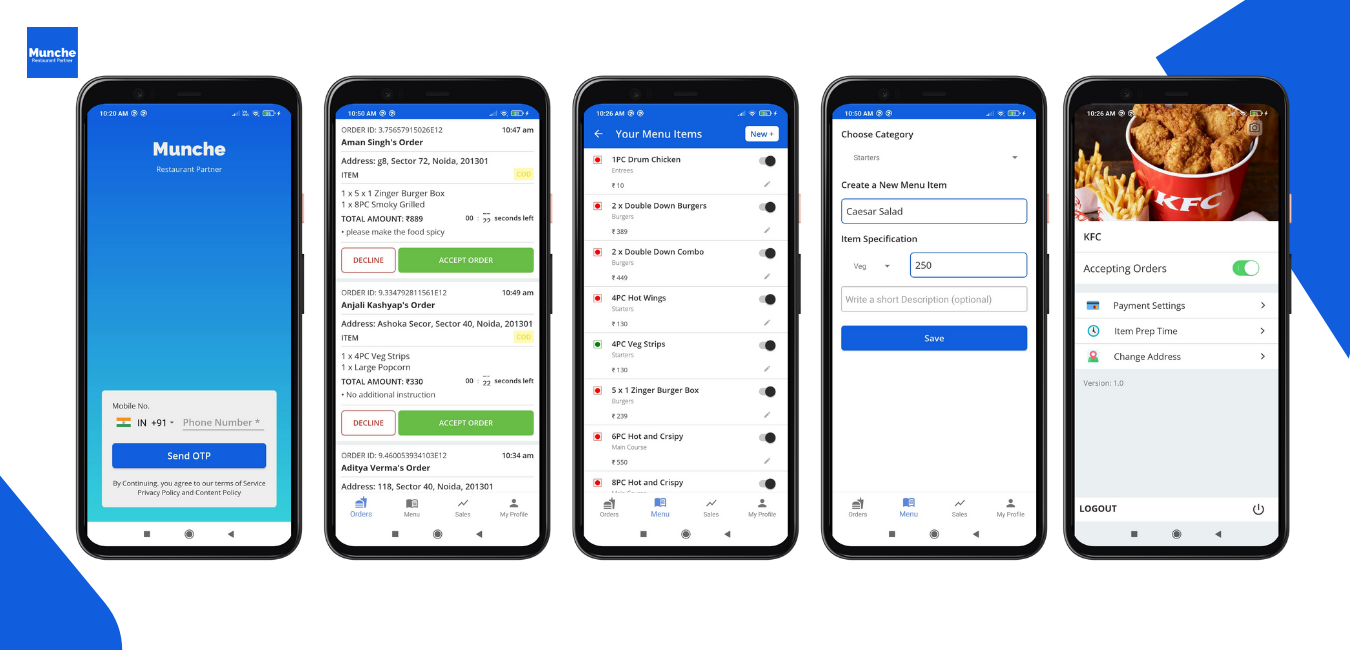 Munche
Restaurant Partner
10:20 AM
Munche
Restaurant Partner
Mobile No.
IN +91 Phone Number *
Send OTP
By Continuing, you agree to our terms of Service
Privacy Policy and Content Policy
10:50 AM
ORDER ID: 3.75657915026E12 10:47 am
Aman Singh's Order
Address: g8, Sector 72, Noida, 201301
ITEM COD
1 x 5 x 1 Zinger Burger Box
1 x 8PC Smoky Grilled
TOTAL AMOUNT: ₹889 00 : 22 seconds left
• please make the food spicy
DECLINE ACCEPT ORDER
ORDER ID: 9.334792811561E12 10:49 am
Anjali Kashyap's Order
Address: Ashoka Secor, Sector 40, Noida, 201301
ITEM COD
1 x 4PC Veg Strips
1 x Large Popcorn
TOTAL AMOUNT: ₹330 00 : 22 seconds left
• No additional instruction
DECLINE ACCEPT ORDER
ORDER ID: 9.460053934103E12 10:34 am
Aditya Verma's Order
Address: 118, Sector 40, Noida, 201301
Orders Menu Sales My Profile
10:26 AM
Your Menu Items New +
1PC Drum Chicken
Entrees
₹ 10
2 x Double Down Burgers
Burgers
₹ 389
2 x Double Down Combo
Burgers
₹ 449
4PC Hot Wings
Starters
₹ 130
4PC Veg Strips
Starters
₹ 130
5 x 1 Zinger Burger Box
Burgers
₹ 239
6PC Hot and Crsipy
Main Course
₹ 550
8PC Hot and Crispy
Main Course
Orders Menu Sales My Profile
10:50 AM
Choose Category
Starters
Create a New Menu Item
Caesar Salad
Item Specification
Veg 250
Write a short Description (optional)
Save
Orders Menu Sales My Profile
10:26 AM
KFC
KFC
Accepting Orders
Payment Settings
Item Prep Time
Change Address
Version: 1.0
LOGOUT